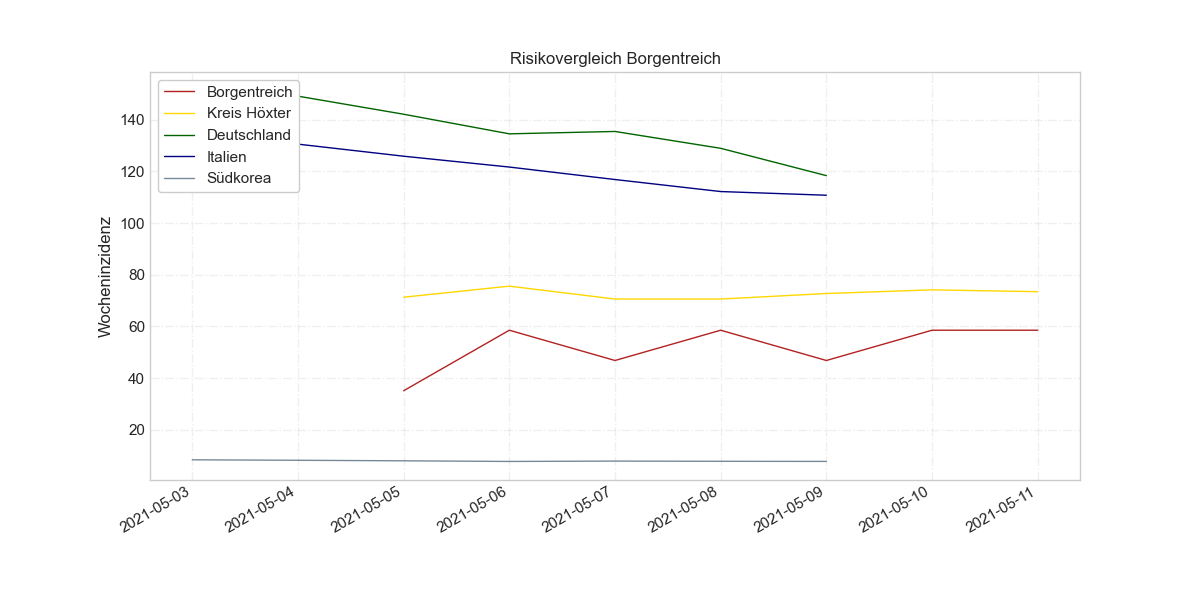 Risikovergleich Borgentreich
Borgentreich
Kreis Höxter
Deutschland
Italien
Südkorea
Wocheninzidenz
140
120
100
80
60
40
20
2021-05-03
2021-05-04
2021-05-05
2021-05-06
2021-05-07
2021-05-08
2021-05-09
2021-05-10
2021-05-11